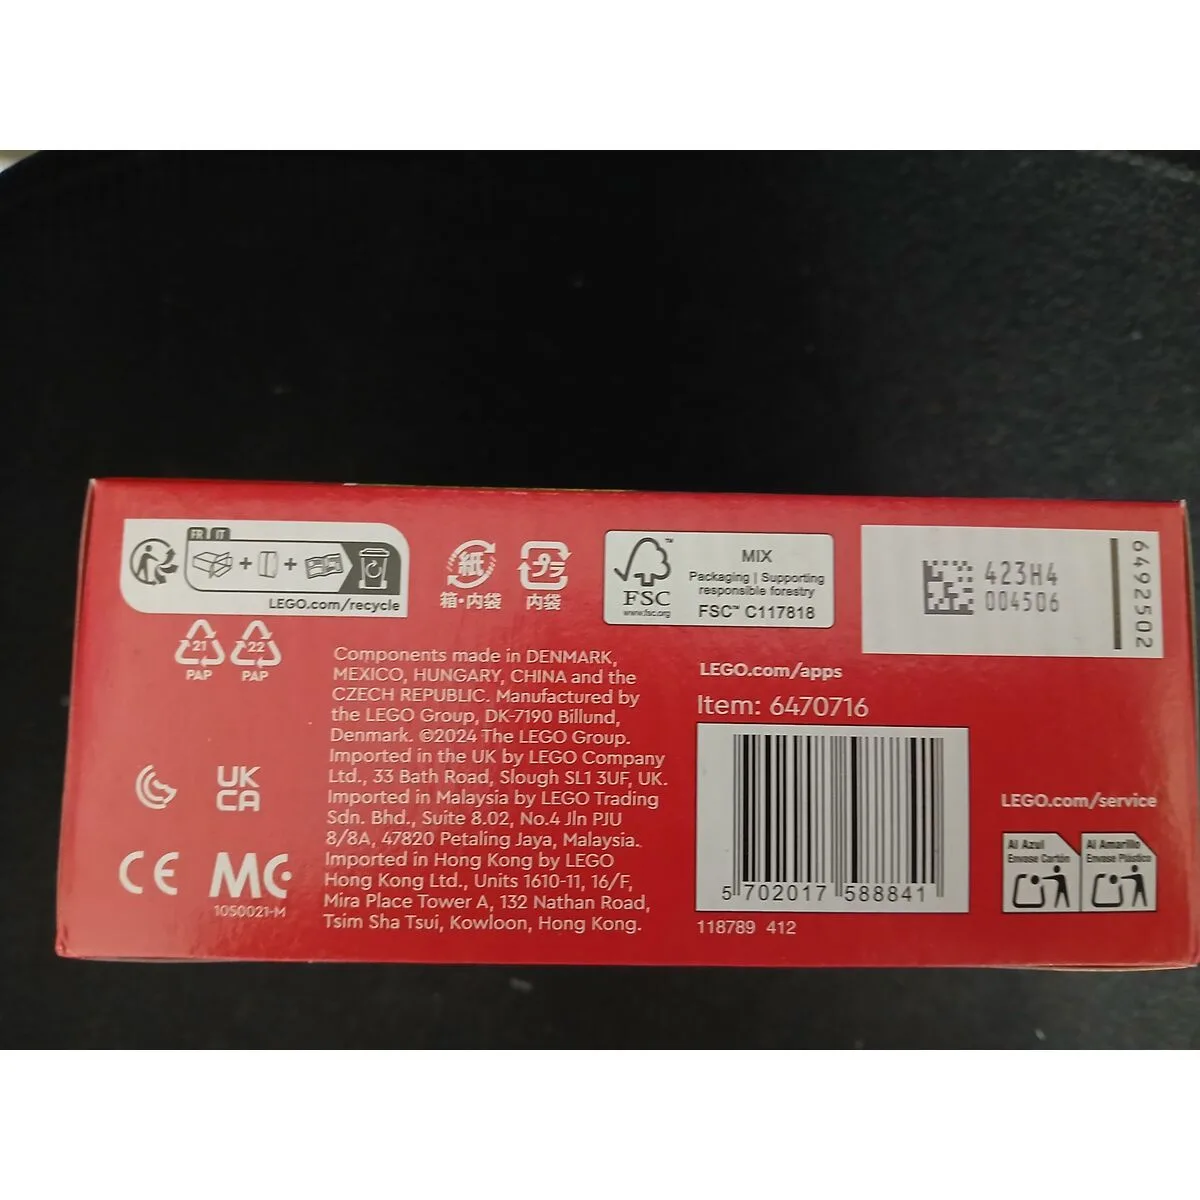 FR IT
LEGO.com/recycle
紙
箱・内袋
プラ
内袋
FSC
www.fsc.org
™
MIX
Packaging | Supporting
responsible forestry
FSC™ C117818
423H4
004506
6492502
21
PAP
22
PAP
Components made in DENMARK,
MEXICO, HUNGARY, CHINA and the
CZECH REPUBLIC. Manufactured by
the LEGO Group, DK-7190 Billund,
Denmark. ©2024 The LEGO Group.
Imported in the UK by LEGO Company
Ltd., 33 Bath Road, Slough SL1 3UF, UK.
Imported in Malaysia by LEGO Trading
Sdn. Bhd., Suite 8.02, No.4 Jln PJU
8/8A, 47820 Petaling Jaya, Malaysia.
Imported in Hong Kong by LEGO
Hong Kong Ltd., Units 1610-11, 16/F,
Mira Place Tower A, 132 Nathan Road,
Tsim Sha Tsui, Kowloon, Hong Kong.
UK
CA
CE
MC
1050021-M
LEGO.com/apps
Item: 6470716
5 702017 588841
118789 412
LEGO.com/service
Al Azul
Envase Cartón
Al Amarillo
Envase Plástico